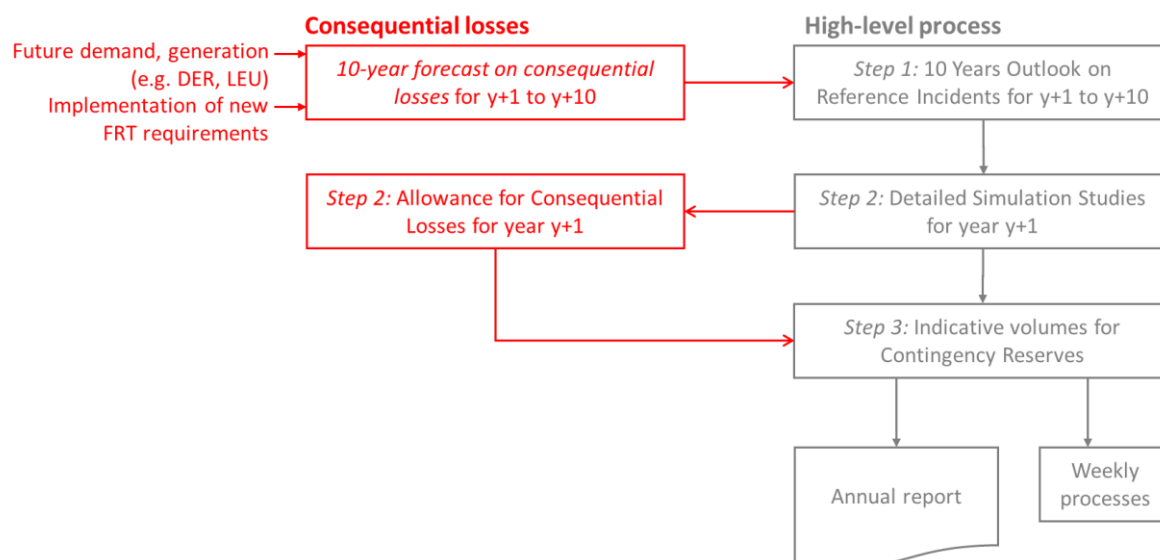 Consequential losses
High-level process
Future demand, generation
(e.g. DER, LEU)
Implementation of new
FRT requirements
10-year forecast on consequential
losses for y+1 to y+10
Step 1: 10 Years Outlook on
Reference Incidents for y+1 to y+10
Step 2: Allowance for Consequential
Losses for year y+1
Step 2: Detailed Simulation Studies
for year y+1
Step 3: Indicative volumes for
Contingency Reserves
Annual report
Weekly
processes